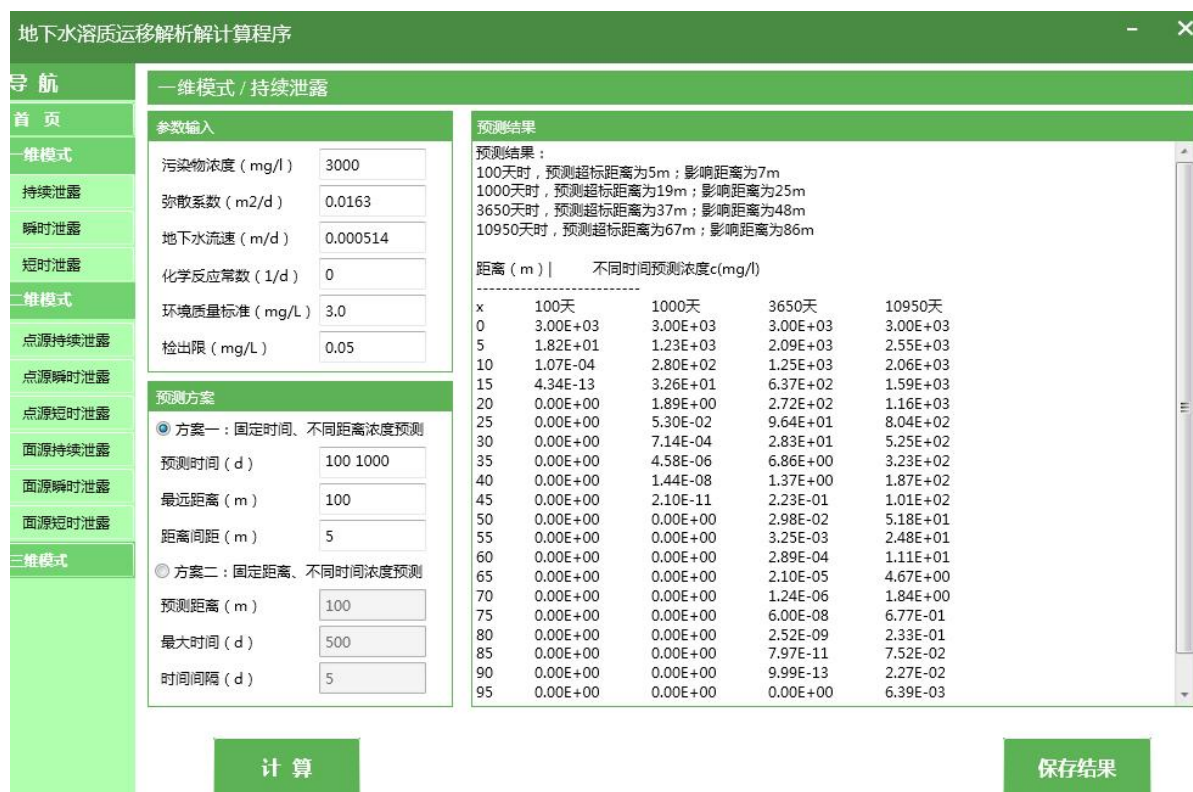 地下水溶质运移解析解计算程序
导 航
首 页
一维模式
持续泄露
瞬时泄露
短时泄露
二维模式
点源持续泄露
点源瞬时泄露
点源短时泄露
面源持续泄露
面源瞬时泄露
面源短时泄露
三维模式
一维模式 / 持续泄露
参数输入
污染物浓度（mg/l） 3000
弥散系数（m2/d） 0.0163
地下水流速（m/d） 0.000514
化学反应常数（1/d） 0
环境质量标准（mg/L） 3.0
检出限（mg/L） 0.05
预测方案
方案一：固定时间、不同距离浓度预测
预测时间（d） 100 1000
最远距离（m） 100
距离间距（m） 5
方案二：固定距离、不同时间浓度预测
预测距离（m） 100
最大时间（d） 500
时间间隔（d） 5
预测结果
预测结果：
100天时，预测超标距离为5m；影响距离为7m
1000天时，预测超标距离为19m；影响距离为25m
3650天时，预测超标距离为37m；影响距离为48m
10950天时，预测超标距离为67m；影响距离为86m
距离（m）| 不同时间预测浓度c(mg/l)
--------------------------
x 100天 1000天 3650天 10950天
0 3.00E+03 3.00E+03 3.00E+03 3.00E+03
5 1.82E+01 1.23E+03 2.09E+03 2.55E+03
10 1.07E-04 2.80E+02 1.25E+03 2.06E+03
15 4.34E-13 3.26E+01 6.37E+02 1.59E+03
20 0.00E+00 1.89E+00 2.72E+02 1.16E+03
25 0.00E+00 5.30E-02 9.64E+01 8.04E+02
30 0.00E+00 7.14E-04 2.83E+01 5.25E+02
35 0.00E+00 4.58E-06 6.86E+00 3.23E+02
40 0.00E+00 1.44E-08 1.37E+00 1.87E+02
45 0.00E+00 2.10E-11 2.23E-01 1.01E+02
50 0.00E+00 0.00E+00 2.98E-02 5.18E+01
55 0.00E+00 0.00E+00 3.25E-03 2.48E+01
60 0.00E+00 0.00E+00 2.89E-04 1.11E+01
65 0.00E+00 0.00E+00 2.10E-05 4.67E+00
70 0.00E+00 0.00E+00 1.24E-06 1.84E+00
75 0.00E+00 0.00E+00 6.00E-08 6.77E-01
80 0.00E+00 0.00E+00 2.52E-09 2.33E-01
85 0.00E+00 0.00E+00 7.97E-11 7.52E-02
90 0.00E+00 0.00E+00 9.99E-13 2.27E-02
95 0.00E+00 0.00E+00 0.00E+00 6.39E-03
计 算
保存结果